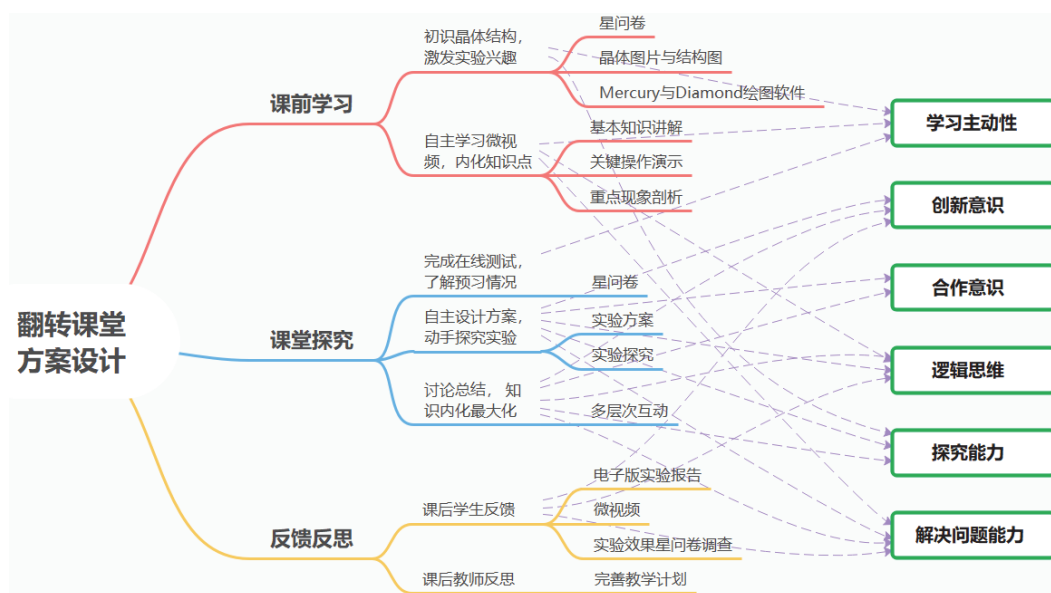 翻转课堂
方案设计
课前学习
初识晶体结构，
激发实验兴趣
星问卷
晶体图片与结构图
Mercury与Diamond绘图软件
自主学习微视
频，内化知识点
基本知识讲解
关键操作演示
重点现象剖析
课堂探究
完成在线测试，
了解预习情况
星问卷
自主设计方案，
动手探究实验
实验方案
实验探究
讨论总结，知
识内化最大化
多层次互动
反馈反思
课后学生反馈
电子版实验报告
微视频
实验效果星问卷调查
课后教师反思
完善教学计划
学习主动性
创新意识
合作意识
逻辑思维
探究能力
解决问题能力